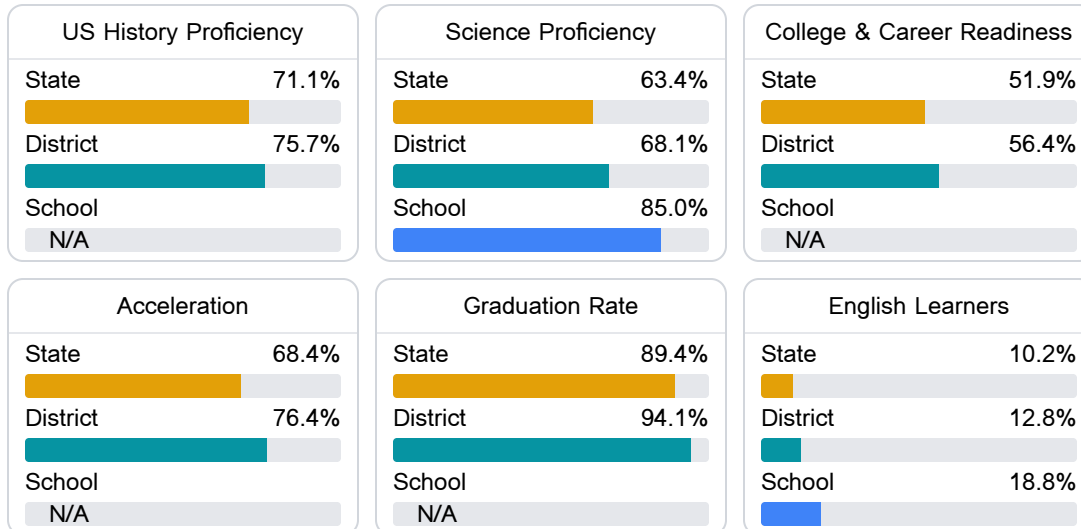 US History Proficiency
State 71.1%
District 75.7%
School
N/A
Science Proficiency
State 63.4%
District 68.1%
School 85.0%
College & Career Readiness
State 51.9%
District 56.4%
School
N/A
Acceleration
State 68.4%
District 76.4%
School
N/A
Graduation Rate
State 89.4%
District 94.1%
School
N/A
English Learners
State 10.2%
District 12.8%
School 18.8%